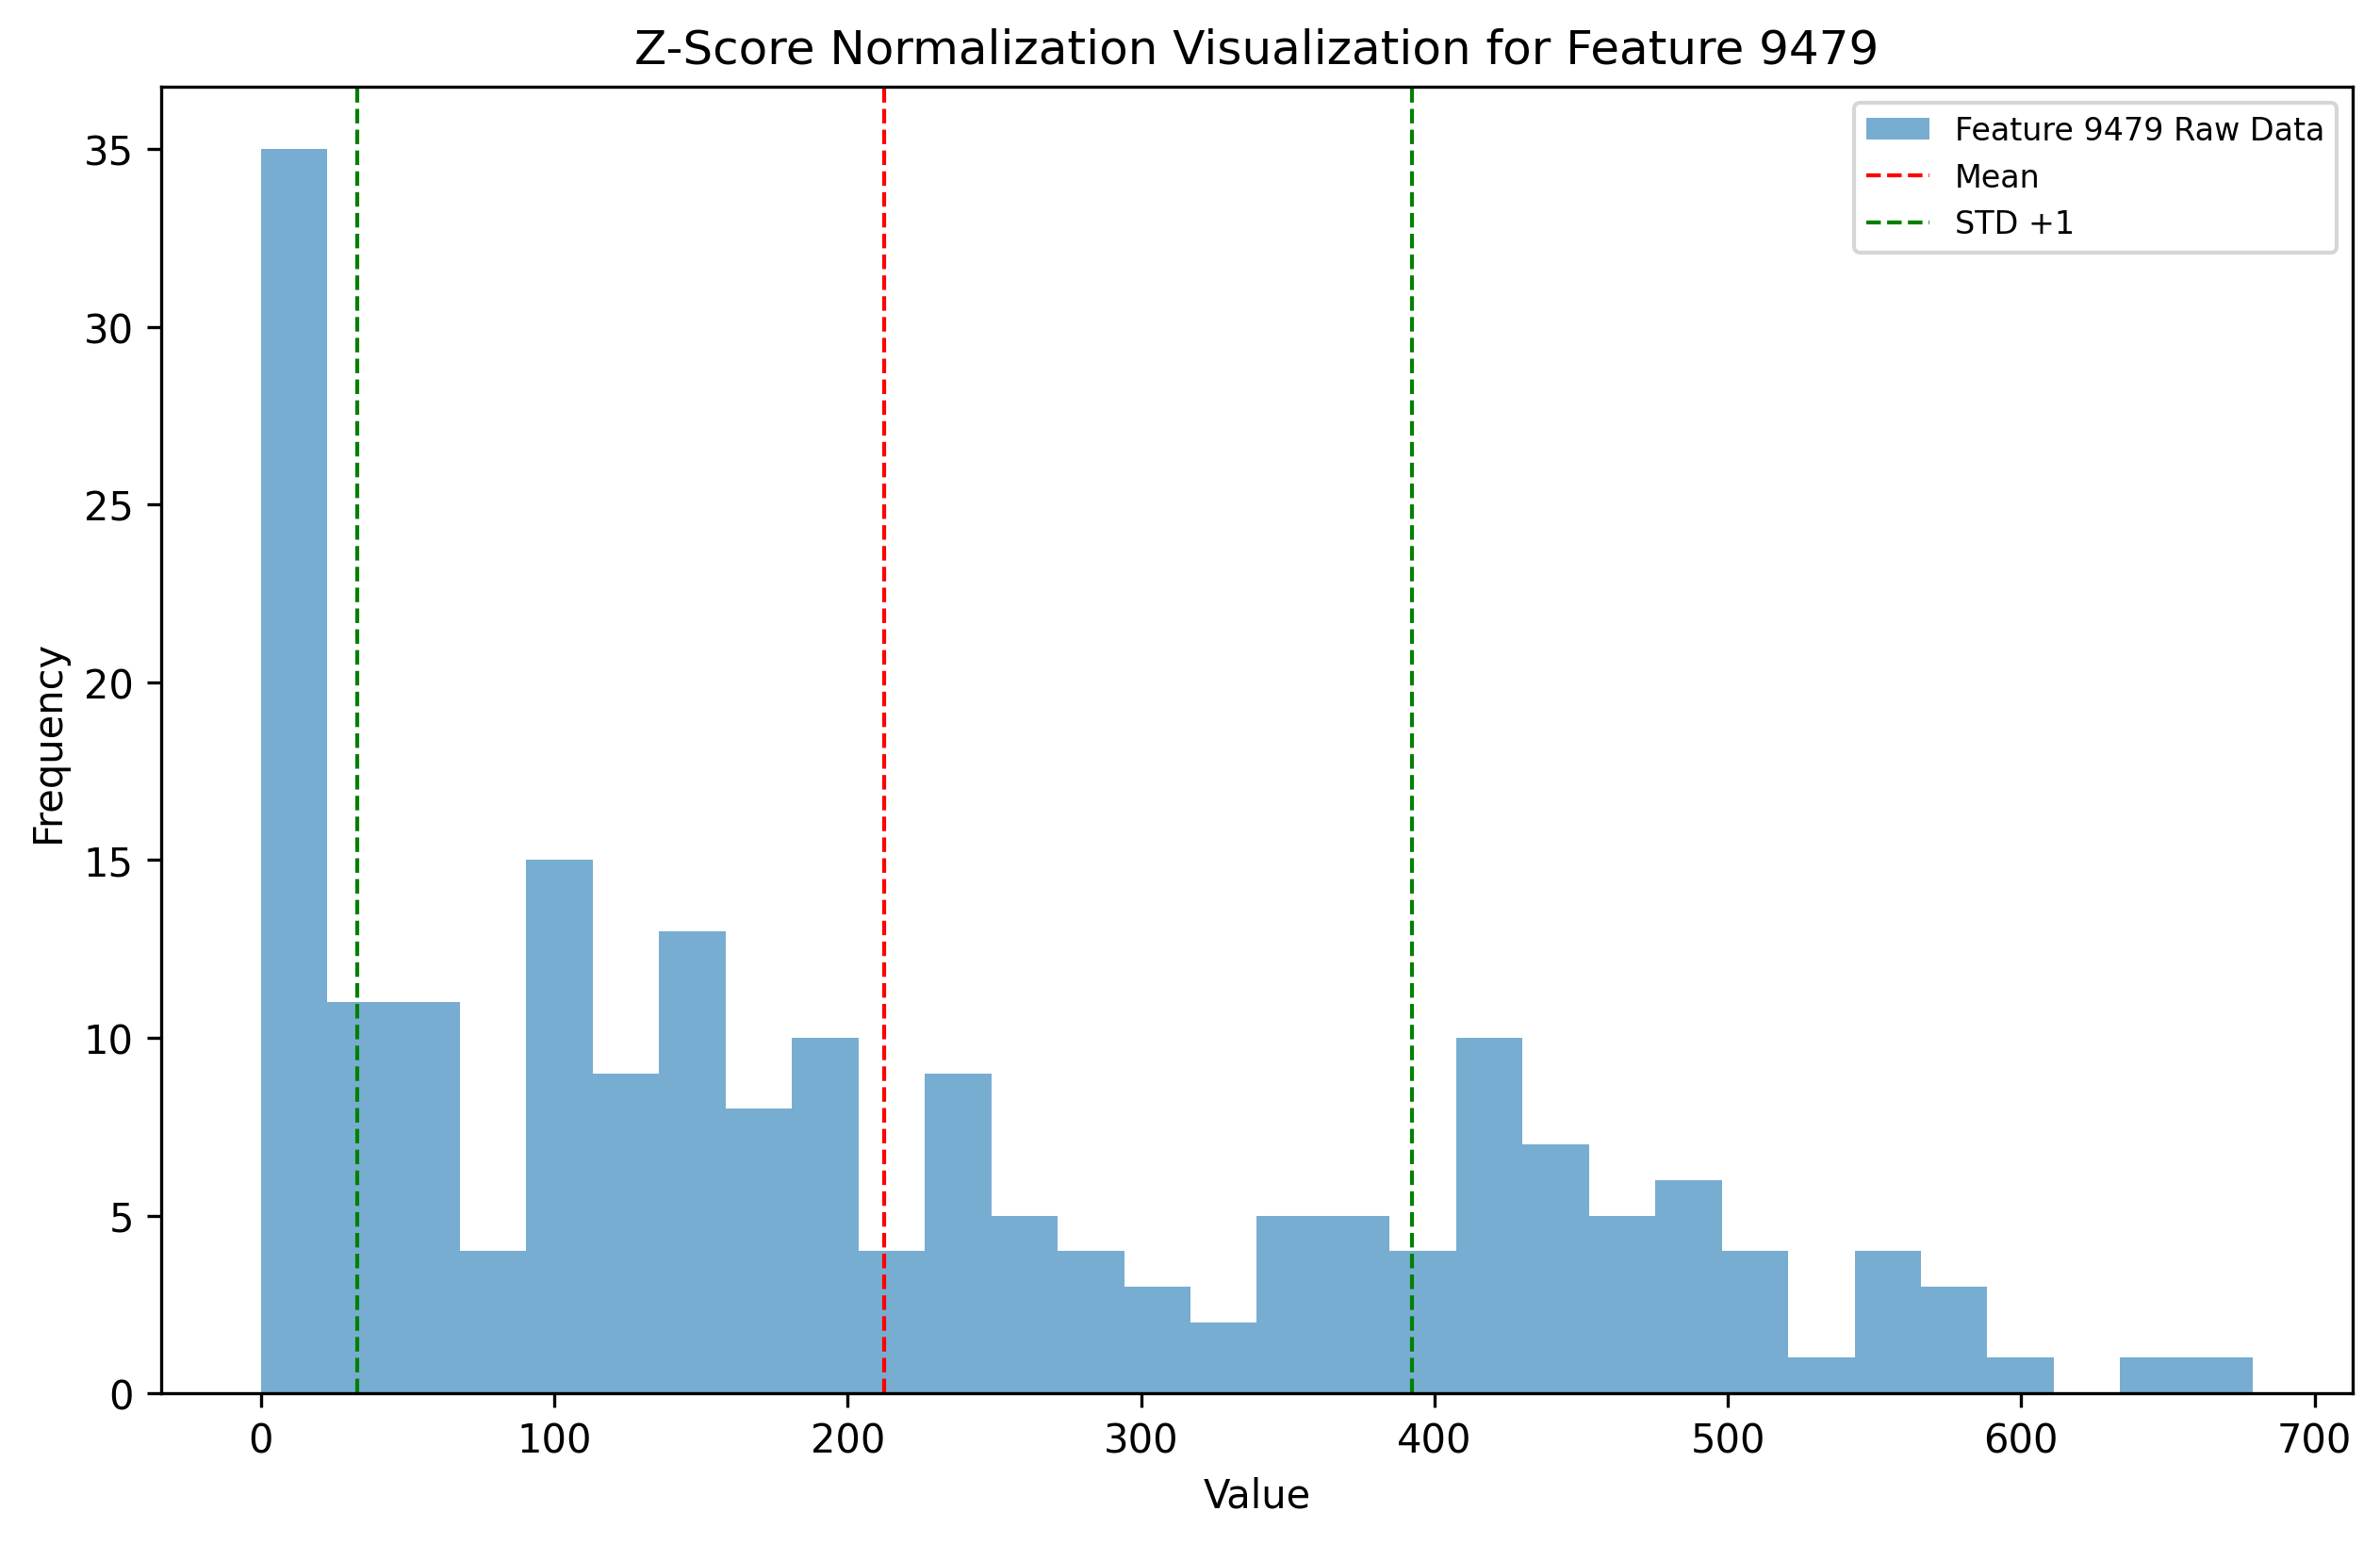 Z-Score Normalization Visualization for Feature 9479
Feature 9479 Raw Data
Mean
STD +1
35
30
25
20
15
10
5
0
Frequency
0 100 200 300 400 500 600 700
Value